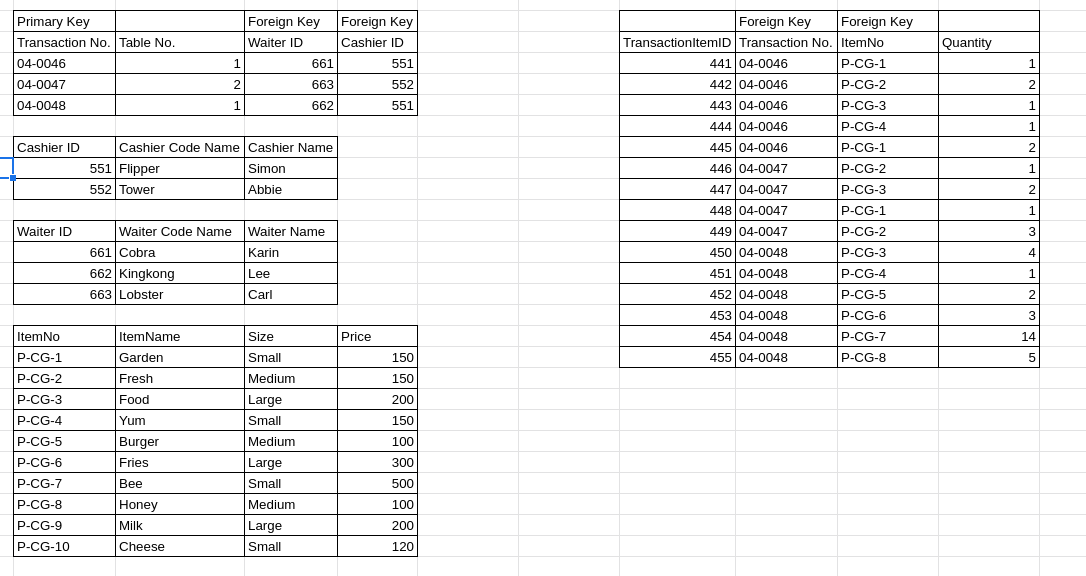 Primary Key Foreign Key Foreign Key
Transaction No. Table No. Waiter ID Cashier ID
04-0046 1 661 551
04-0047 2 663 552
04-0048 1 662 551
Cashier ID Cashier Code Name Cashier Name
551 Flipper Simon
552 Tower Abbie
Waiter ID Waiter Code Name Waiter Name
661 Cobra Karin
662 Kingkong Lee
663 Lobster Carl
ItemNo ItemName Size Price
P-CG-1 Garden Small 150
P-CG-2 Fresh Medium 150
P-CG-3 Food Large 200
P-CG-4 Yum Small 150
P-CG-5 Burger Medium 100
P-CG-6 Fries Large 300
P-CG-7 Bee Small 500
P-CG-8 Honey Medium 100
P-CG-9 Milk Large 200
P-CG-10 Cheese Small 120
Foreign Key Foreign Key
TransactionItemID Transaction No. ItemNo Quantity
441 04-0046 P-CG-1 1
442 04-0046 P-CG-2 2
443 04-0046 P-CG-3 1
444 04-0046 P-CG-4 1
445 04-0046 P-CG-1 2
446 04-0047 P-CG-2 1
447 04-0047 P-CG-3 2
448 04-0047 P-CG-1 1
449 04-0047 P-CG-2 3
450 04-0048 P-CG-3 4
451 04-0048 P-CG-4 1
452 04-0048 P-CG-5 2
453 04-0048 P-CG-6 3
454 04-0048 P-CG-7 14
455 04-0048 P-CG-8 5